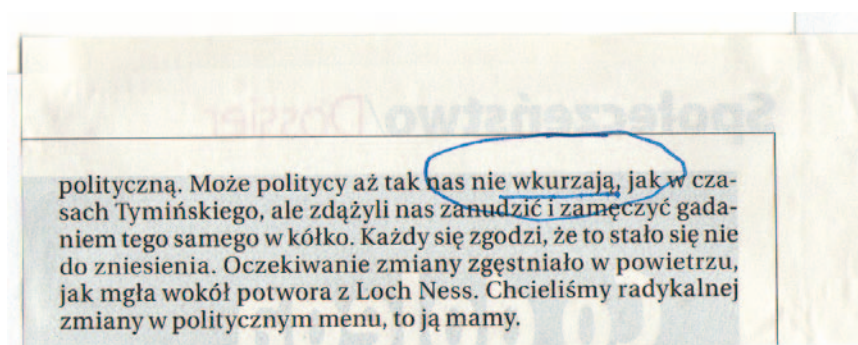 Społeczeństwo/Dossier
polityczną. Może politycy aż tak nas nie wkurzają, jak w cza-
sach Tymińskiego, ale zdążyli nas zanudzić i zamęczyć gada-
niem tego samego w kółko. Każdy się zgodzi, że to stało się nie
do zniesienia. Oczekiwanie zmiany zgęstniało w powietrzu,
jak mgła wokół potwora z Loch Ness. Chcieliśmy radykalnej
zmiany w politycznym menu, to ją mamy.